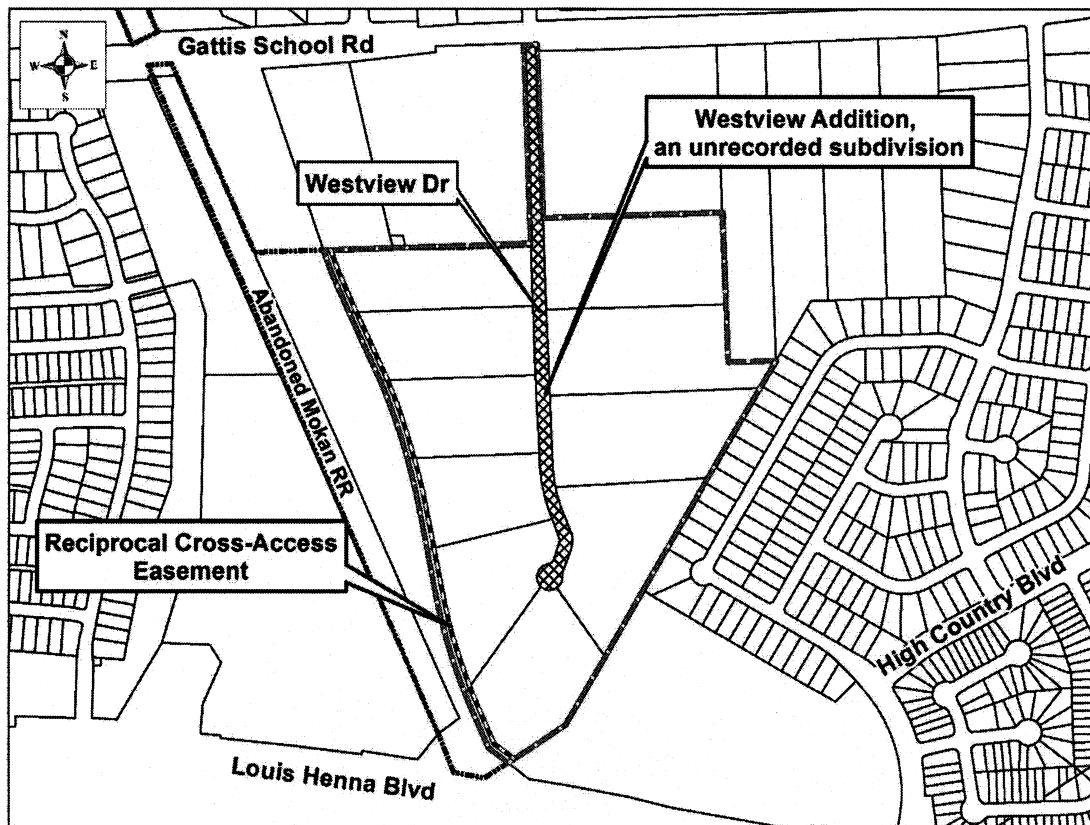 N
W E
S
Gattis School Rd
Westview Addition,
an unrecorded subdivision
Westview Dr
Abandoned Mokan RR
Reciprocal Cross-Access
Easement
High Country Blvd
Louis Henna Blvd